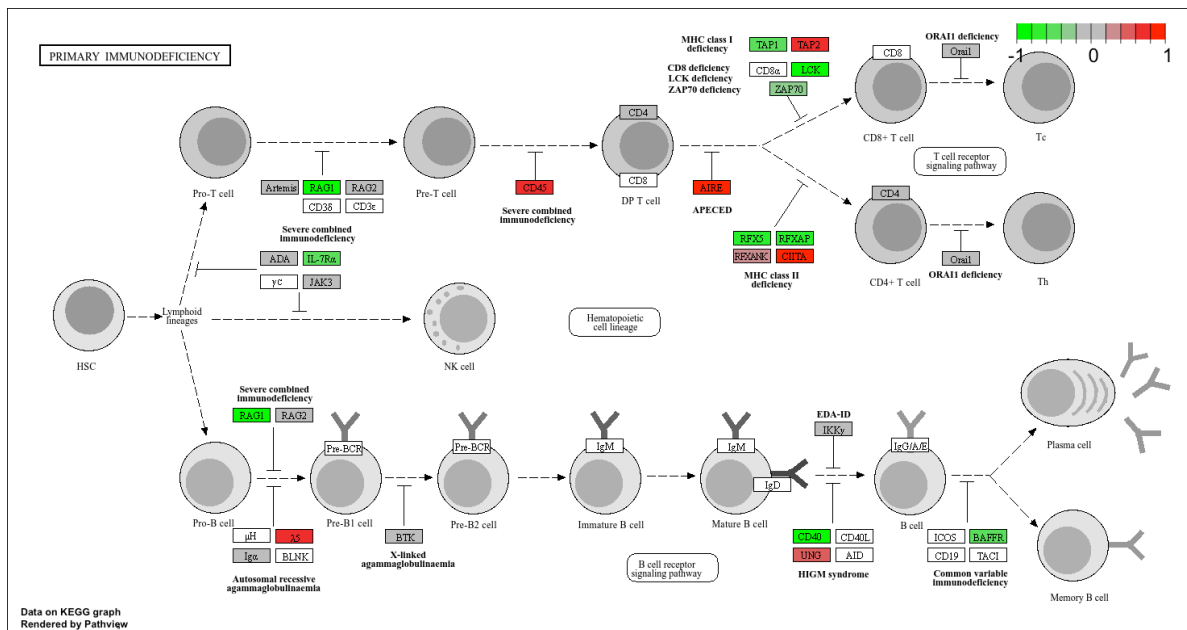 PRIMARY IMMUNODEFICIENCY
MHC class I
deficiency
TAP1 TAP2
CD8 deficiency
LCK deficiency
ZAP70 deficiency
CD8α LCK
ZAP70
CD8
CD8+ T cell
ORAI1 deficiency
Orai1
Tc
-1 0 1
Pro-T cell
Artemis RAG1 RAG2
CD3δ CD3ε
Severe combined
immunodeficiency
Pre-T cell
CD45
Severe combined
immunodeficiency
CD4
CD8
DP T cell
AIRE
APECED
T cell receptor
signaling pathway
RFX5 RFXAP
RFXANK CIITA
MHC class II
deficiency
CD4
CD4+ T cell
Orai1
ORAI1 deficiency
Th
ADA IL-7Rα
γc JAK3
HSC
Lymphoid
lineages
NK cell
Hematopoietic
cell lineage
Severe combined
immunodeficiency
RAG1 RAG2
Pro-B cell
μH λ5
Igα BLNK
Autosomal recessive
agammaglobulinaemia
Pre-BCR
Pre-B1 cell
BTK
X-linked
agammaglobulinaemia
Pre-BCR
Pre-B2 cell
IgM
Immature B cell
IgM
IgD
Mature B cell
B cell receptor
signaling pathway
EDA-ID
IKKγ
CD40 CD40L
UNG AID
HIGM syndrome
IgG/A/E
B cell
ICOS BAFFR
CD19 TACI
Common variable
immunodeficiency
Plasma cell
Memory B cell
Data on KEGG graph
Rendered by Pathview